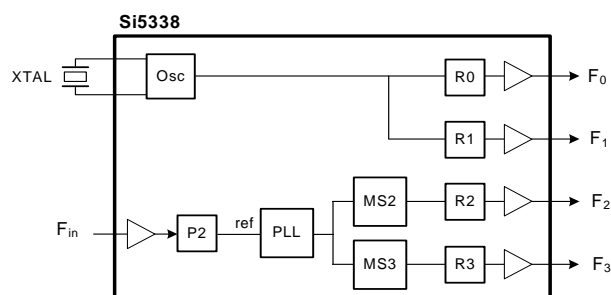 Si5338
XTAL
Osc
R0
F0
R1
F1
Fin
P2
ref
PLL
MS2
R2
F2
MS3
R3
F3